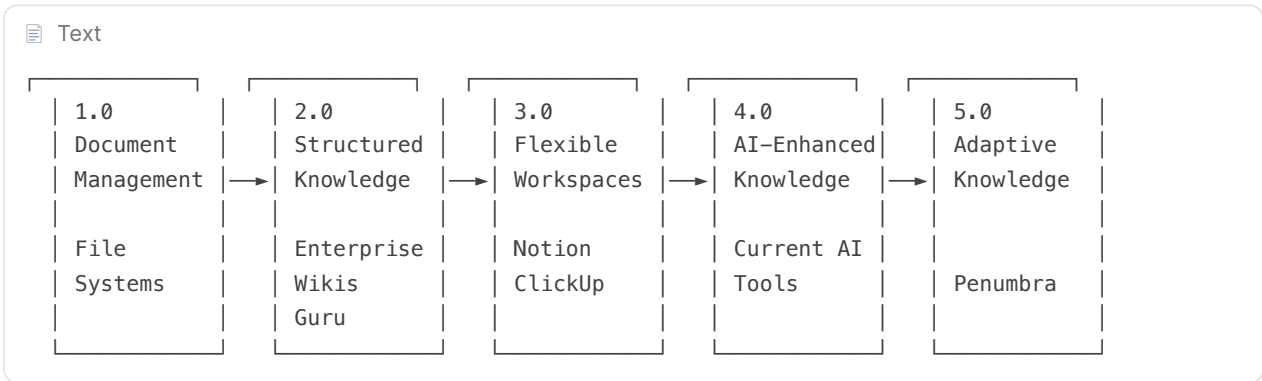 Text
1.0 2.0 3.0 4.0 5.0
Document Structured Flexible AI-Enhanced Adaptive
Management Knowledge Workspaces Knowledge Knowledge
File Enterprise Notion Current AI
Systems Wikis ClickUp Tools Penumbra
Guru